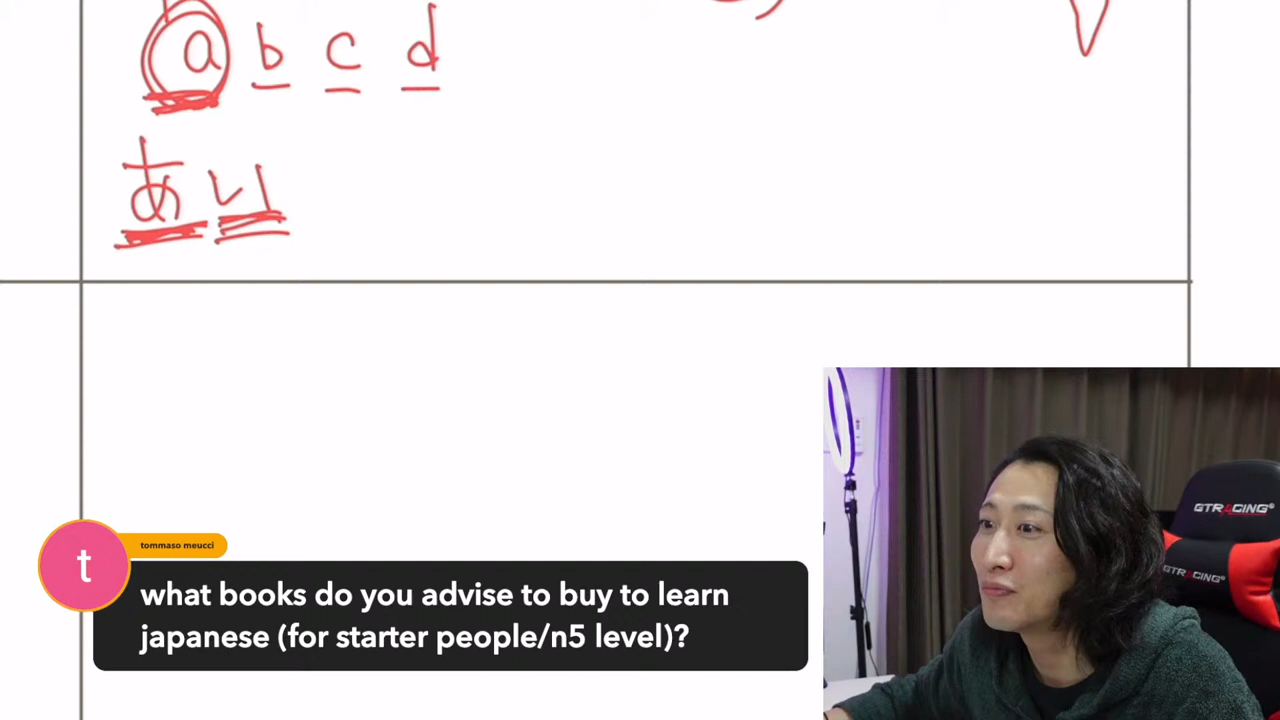 a b c d
あ い
tommaso meucci
t
what books do you advise to buy to learn
japanese (for starter people/n5 level)?
GTRACING
GTRACING